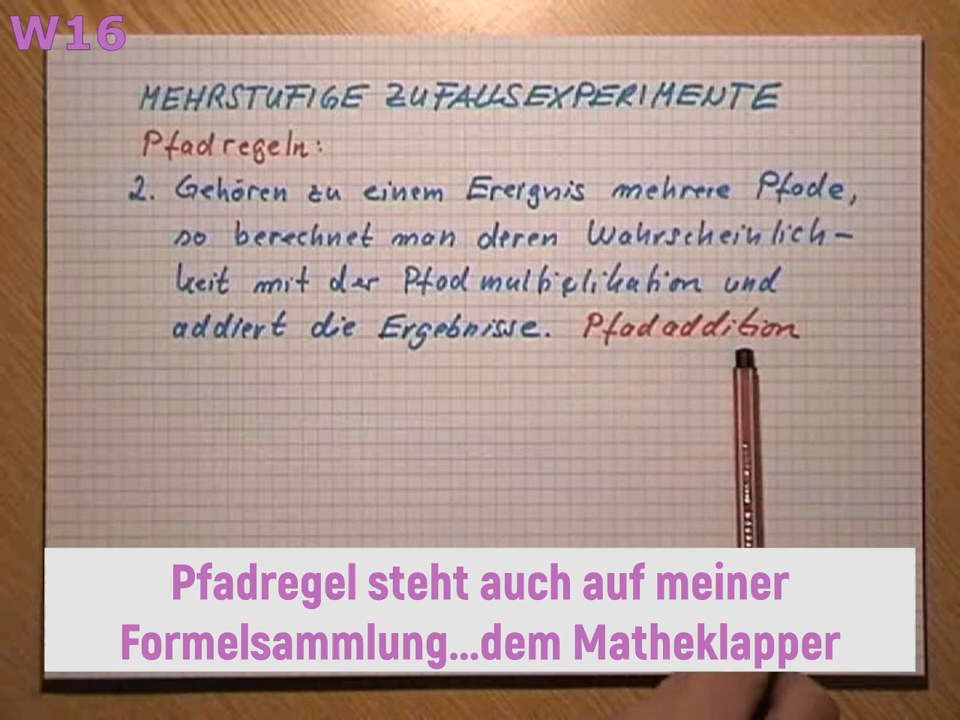 W16
MEHRSTUFIGE ZUFALLSEXPERIMENTE
Pfadregeln:
2. Gehören zu einem Ereignis mehrere Pfade,
so berechnet man deren Wahrscheinlich-
keit mit der Pfadmultiplikation und
addiert die Ergebnisse. Pfadaddition
Pfadregel steht auch auf meiner
Formelsammlung...dem Matheklapper